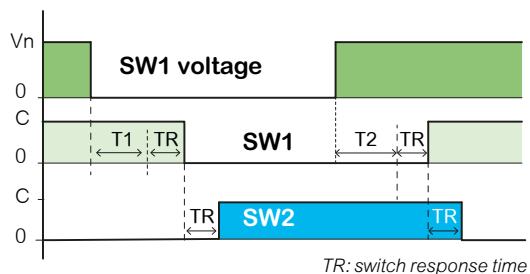 Vn
SW1 voltage
0
C
T1 TR SW1 T2 TR
0
C
TR SW2 TR
0
TR: switch response time